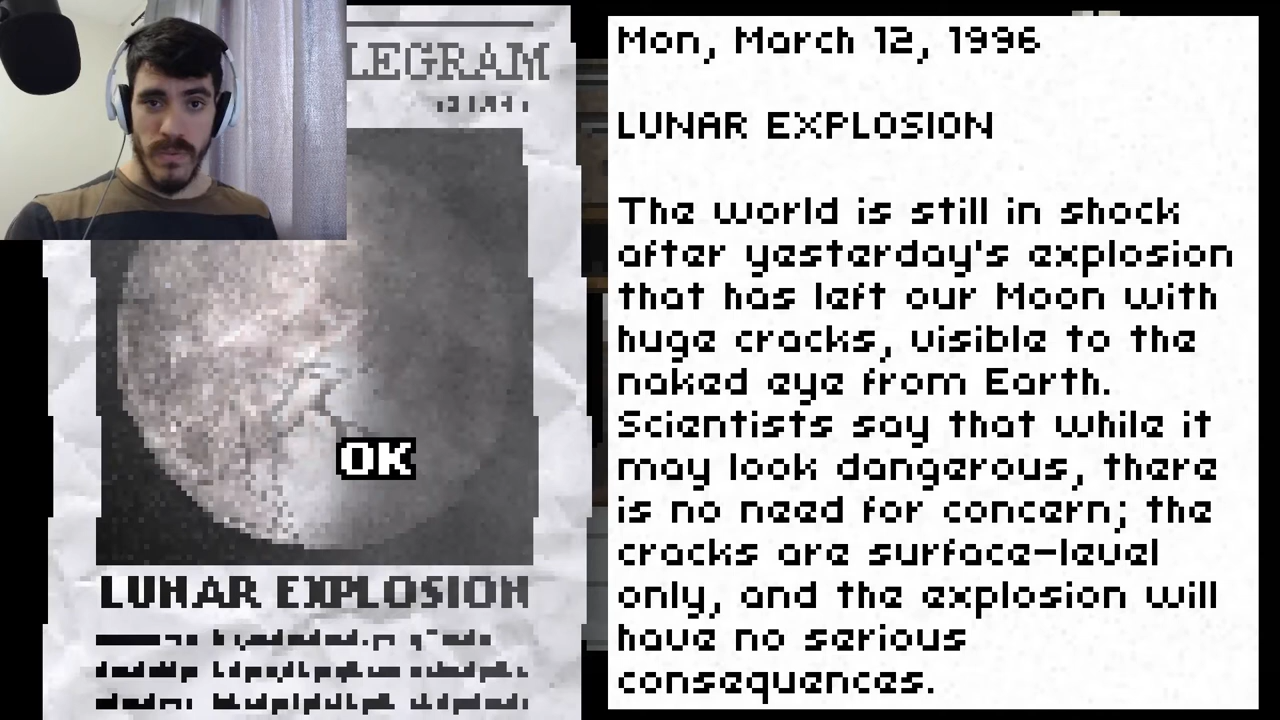 LEGRAM
OK
LUNAR EXPLOSION
Mon, March 12, 1996
LUNAR EXPLOSION
The world is still in shock
after yesterday's explosion
that has left our Moon with
huge cracks, visible to the
naked eye from Earth.
Scientists say that while it
may look dangerous, there
is no need for concern; the
cracks are surface-level
only, and the explosion will
have no serious
consequences.